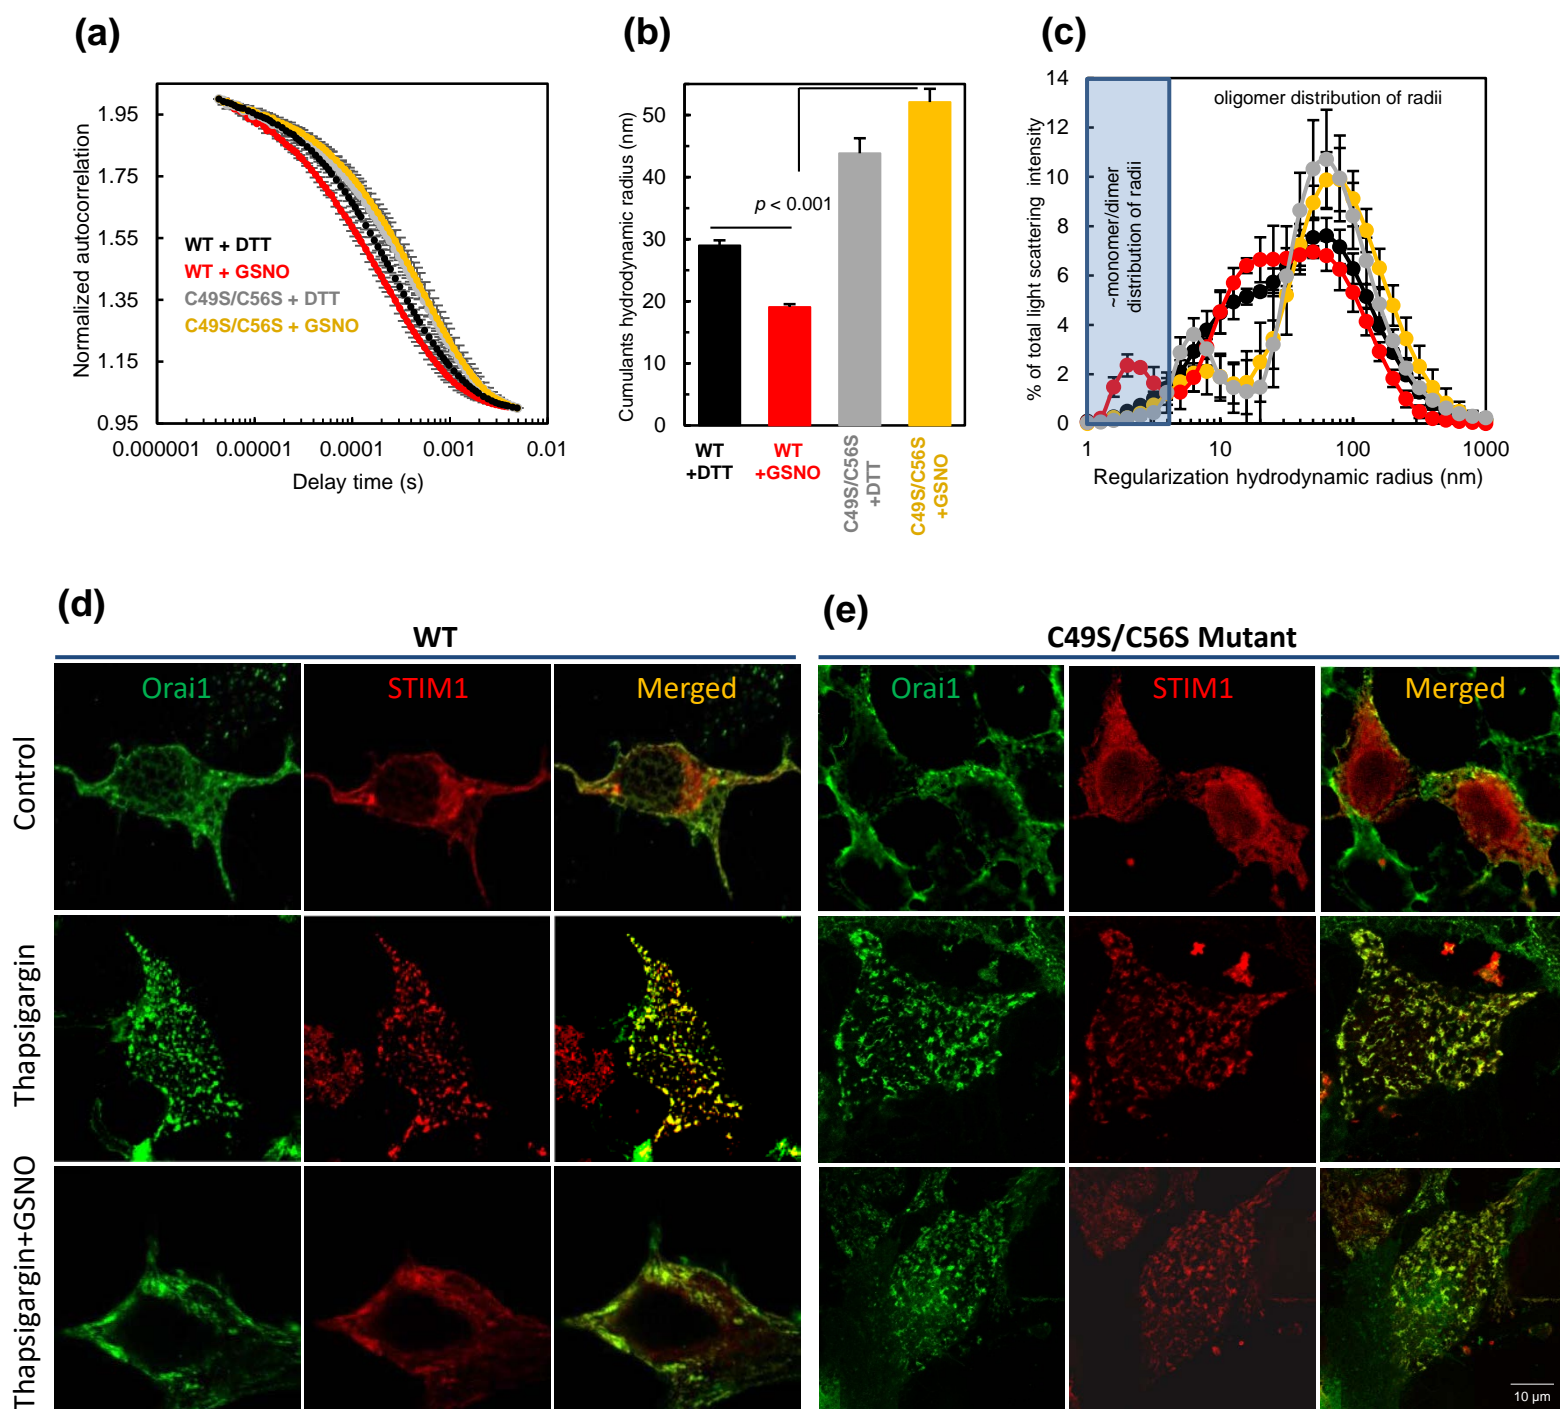 (a)
Normalized autocorrelation
1.95
1.75
1.55
1.35
1.15
0.95
WT + DTT
WT + GSNO
C49S/C56S + DTT
C49S/C56S + GSNO
0.000001
0.00001
0.0001
0.001
0.01
Delay time (s)
(b)
Cumulants hydrodynamic radius (nm)
50
40
30
20
10
0
p < 0.001
WT
+DTT
WT
+GSNO
C49S/C56S
+DTT
C49S/C56S
+GSNO
(c)
% of total light scattering intensity
14
12
10
8
6
4
2
0
~monomer/dimer
distribution of radii
oligomer distribution of radii
1
10
100
1000
Regularization hydrodynamic radius (nm)
(d)
WT
Orai1
STIM1
Merged
Control
Thapsigargin
Thapsigargin+GSNO
(e)
C49S/C56S Mutant
Orai1
STIM1
Merged
10 μm